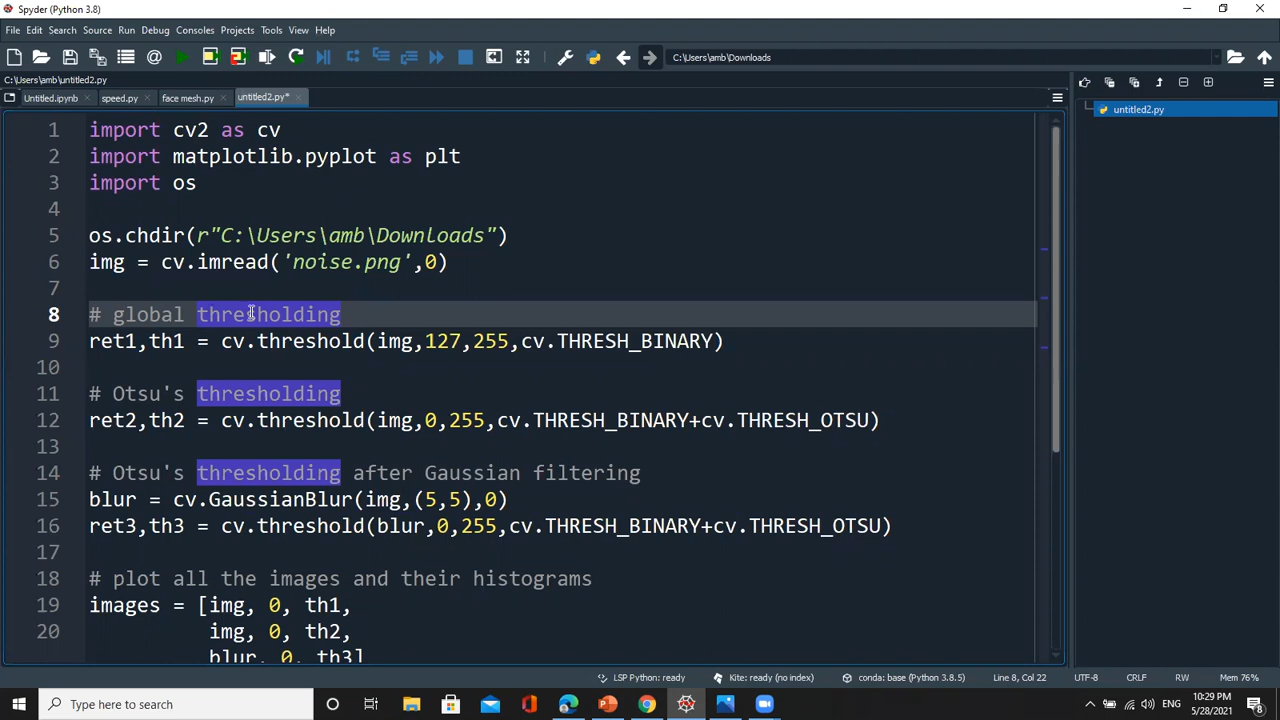 Spyder (Python 3.8)
File Edit Search Source Run Debug Consoles Projects Tools View Help
C:\Users\amb\Downloads
C:\Users\amb\untitled2.py
Untitled.ipynb speed.py face mesh.py untitled2.py*
untitled2.py
1 import cv2 as cv
2 import matplotlib.pyplot as plt
3 import os
4
5 os.chdir(r"C:\Users\amb\Downloads")
6 img = cv.imread('noise.png',0)
7
8 # global thresholding
9 ret1,th1 = cv.threshold(img,127,255,cv.THRESH_BINARY)
10
11 # Otsu's thresholding
12 ret2,th2 = cv.threshold(img,0,255,cv.THRESH_BINARY+cv.THRESH_OTSU)
13
14 # Otsu's thresholding after Gaussian filtering
15 blur = cv.GaussianBlur(img,(5,5),0)
16 ret3,th3 = cv.threshold(blur,0,255,cv.THRESH_BINARY+cv.THRESH_OTSU)
17
18 # plot all the images and their histograms
19 images = [img, 0, th1,
20 img, 0, th2,
blur, 0, th3]
LSP Python: ready Kite: ready (no index) conda: base (Python 3.8.5) Line 8, Col 22 UTF-8 CRLF RW Mem 76%
Type here to search
ENG
10:29 PM
5/28/2021
8